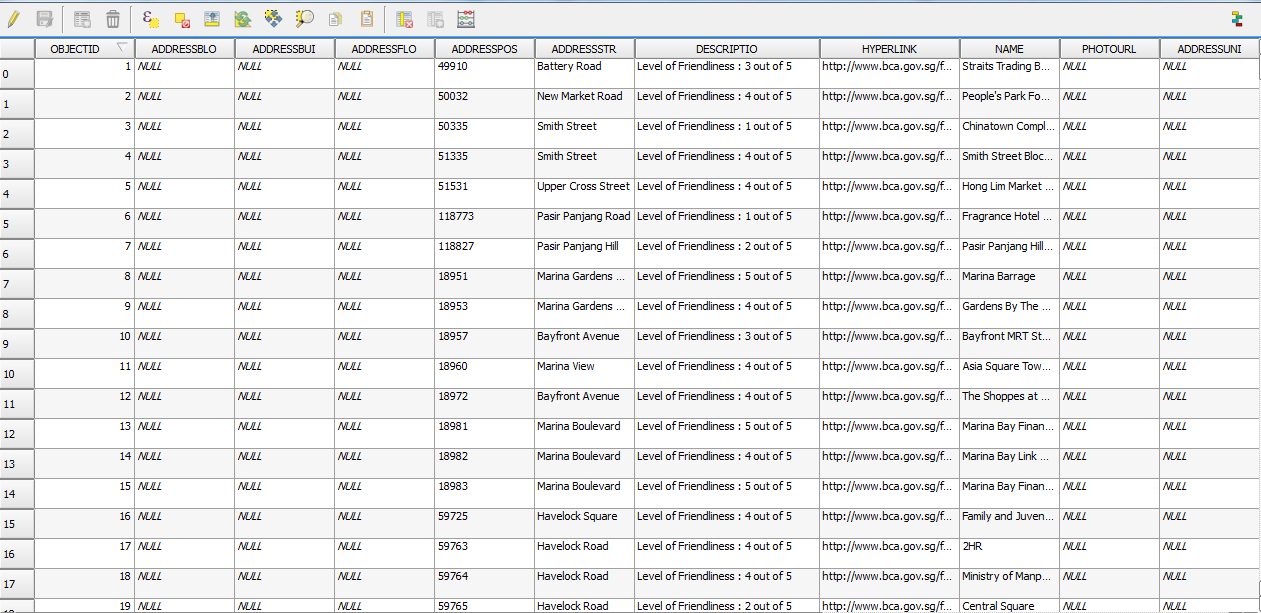 OBJECTID ADDRESSBLO ADDRESSBUI ADDRESSFLO ADDRESSPOS ADDRESSSTR DESCRIPTIO HYPERLINK NAME PHOTOURL ADDRESSUNI
0 1 NULL NULL NULL 49910 Battery Road Level of Friendliness : 3 out of 5 http://www.bca.gov.sg/f... Straits Trading B... NULL NULL
1 2 NULL NULL NULL 50032 New Market Road Level of Friendliness : 4 out of 5 http://www.bca.gov.sg/f... People's Park Fo... NULL NULL
2 3 NULL NULL NULL 50335 Smith Street Level of Friendliness : 1 out of 5 http://www.bca.gov.sg/f... Chinatown Compl... NULL NULL
3 4 NULL NULL NULL 51335 Smith Street Level of Friendliness : 4 out of 5 http://www.bca.gov.sg/f... Smith Street Bloc... NULL NULL
4 5 NULL NULL NULL 51531 Upper Cross Street Level of Friendliness : 4 out of 5 http://www.bca.gov.sg/f... Hong Lim Market ... NULL NULL
5 6 NULL NULL NULL 118773 Pasir Panjang Road Level of Friendliness : 1 out of 5 http://www.bca.gov.sg/f... Fragrance Hotel ... NULL NULL
6 7 NULL NULL NULL 118827 Pasir Panjang Hill Level of Friendliness : 2 out of 5 http://www.bca.gov.sg/f... Pasir Panjang Hill... NULL NULL
7 8 NULL NULL NULL 18951 Marina Gardens ... Level of Friendliness : 5 out of 5 http://www.bca.gov.sg/f... Marina Barrage NULL NULL
8 9 NULL NULL NULL 18953 Marina Gardens ... Level of Friendliness : 4 out of 5 http://www.bca.gov.sg/f... Gardens By The ... NULL NULL
9 10 NULL NULL NULL 18957 Bayfront Avenue Level of Friendliness : 3 out of 5 http://www.bca.gov.sg/f... Bayfront MRT St... NULL NULL
10 11 NULL NULL NULL 18960 Marina View Level of Friendliness : 4 out of 5 http://www.bca.gov.sg/f... Asia Square Tow... NULL NULL
11 12 NULL NULL NULL 18972 Bayfront Avenue Level of Friendliness : 4 out of 5 http://www.bca.gov.sg/f... The Shoppes at ... NULL NULL
12 13 NULL NULL NULL 18981 Marina Boulevard Level of Friendliness : 5 out of 5 http://www.bca.gov.sg/f... Marina Bay Finan... NULL NULL
13 14 NULL NULL NULL 18982 Marina Boulevard Level of Friendliness : 4 out of 5 http://www.bca.gov.sg/f... Marina Bay Link ... NULL NULL
14 15 NULL NULL NULL 18983 Marina Boulevard Level of Friendliness : 5 out of 5 http://www.bca.gov.sg/f... Marina Bay Finan... NULL NULL
15 16 NULL NULL NULL 59725 Havelock Square Level of Friendliness : 4 out of 5 http://www.bca.gov.sg/f... Family and Juven... NULL NULL
16 17 NULL NULL NULL 59763 Havelock Road Level of Friendliness : 4 out of 5 http://www.bca.gov.sg/f... 2HR NULL NULL
17 18 NULL NULL NULL 59764 Havelock Road Level of Friendliness : 4 out of 5 http://www.bca.gov.sg/f... Ministry of Manp... NULL NULL
19 NULL NULL NULL 59765 Havelock Road Level of Friendliness : 2 out of 5 http://www.bca.gov.sg/f... Central Square NULL NULL